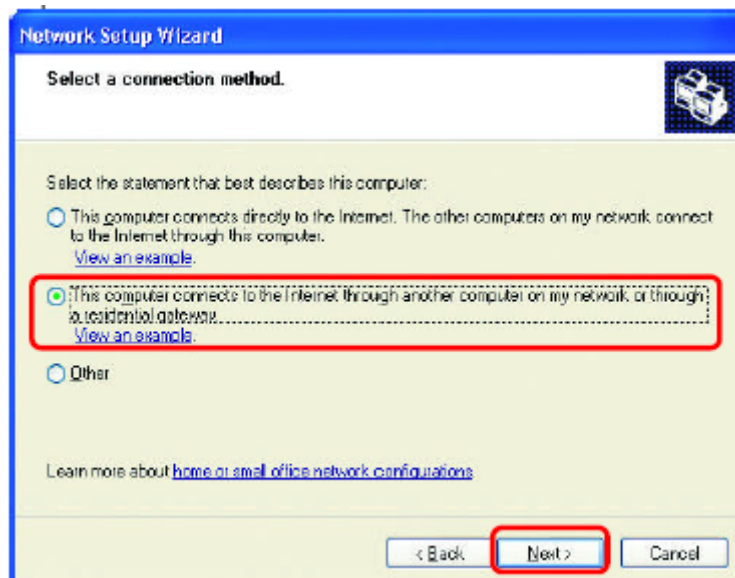 Network Setup Wizard
Select a connection method.
Select the statement that best describes this computer:
This computer connects directly to the Internet. The other computers on my network connect
to the Internet through this computer.
View an example.
This computer connects to the Internet through another computer on my network or through
a residential gateway.
View an example.
Other
Learn more about home or small office network configurations
< Back Next > Cancel